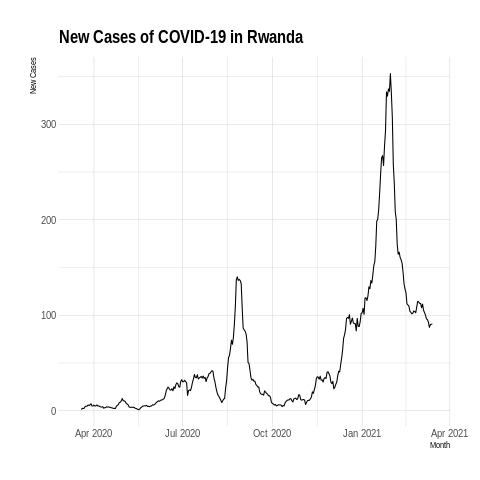 New Cases of COVID-19 in Rwanda
New Cases
300
200
100
0
Apr 2020 Jul 2020 Oct 2020 Jan 2021 Apr 2021
Month